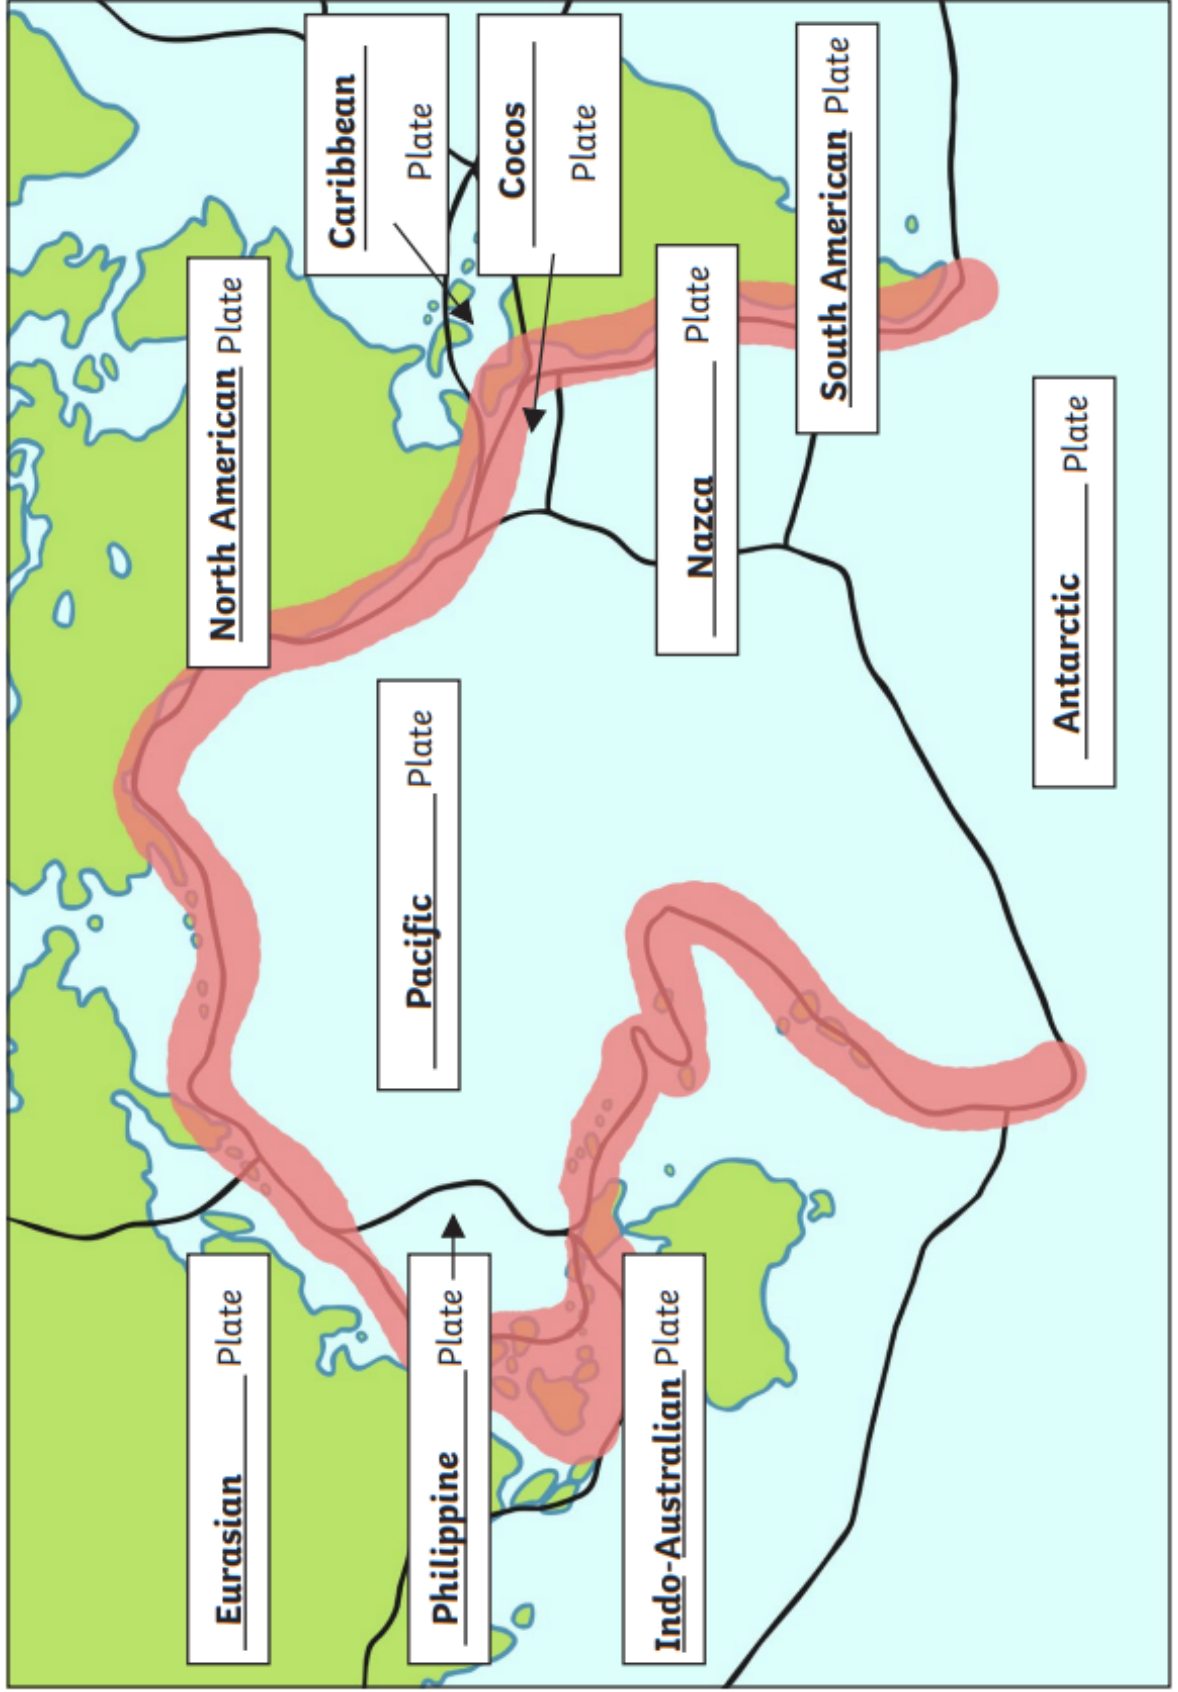 Eurasian Plate
North American Plate
Caribbean
Plate
Philippine Plate
Pacific Plate
Cocos
Plate
Indo-Australian Plate
Nazca Plate
South American Plate
Antarctic Plate